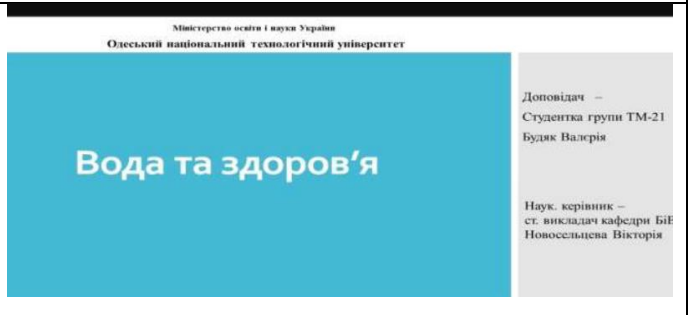 Міністерство освіти і науки України
Одеський національний технологічний університет
Вода та здоров’я
Доповідач –
Студентка групи ТМ-21
Будяк Валерія
Наук. керівник –
ст. викладач кафедри БіЕ
Новосельцева Вікторія